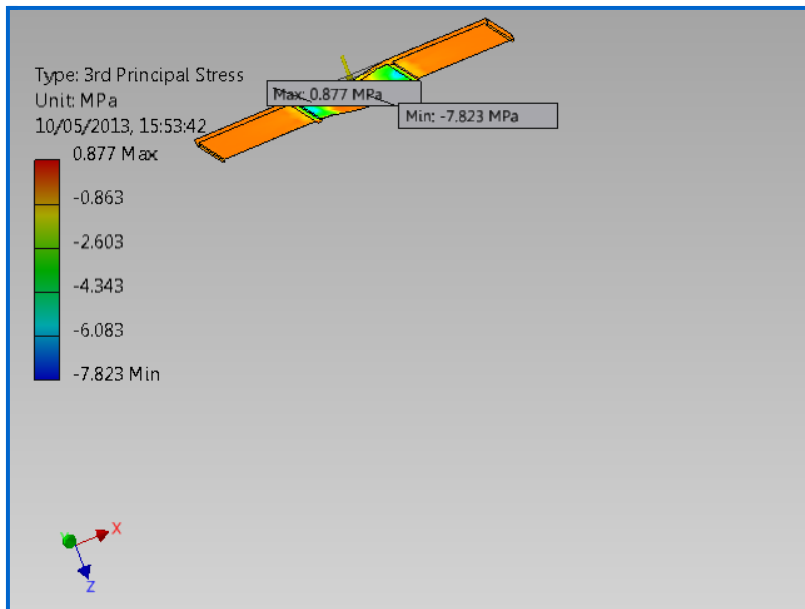 Type: 3rd Principal Stress
Unit: MPa
10/05/2013, 15:53:42
Max: 0.877 MPa
Min: -7.823 MPa
0.877 Max
-0.863
-2.603
-4.343
-6.083
-7.823 Min
X
Z